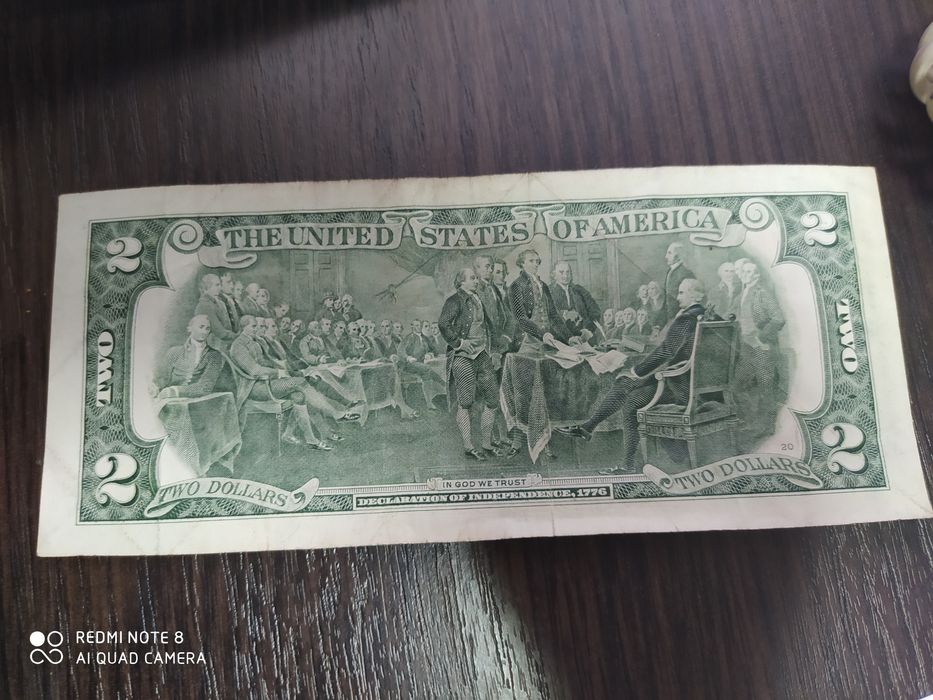 THE UNITED STATES OF AMERICA
2
2
TWO
TWO
20
2
2
TWO DOLLARS
IN GOD WE TRUST
TWO DOLLARS
DECLARATION OF INDEPENDENCE, 1776
REDMI NOTE 8
AI QUAD CAMERA